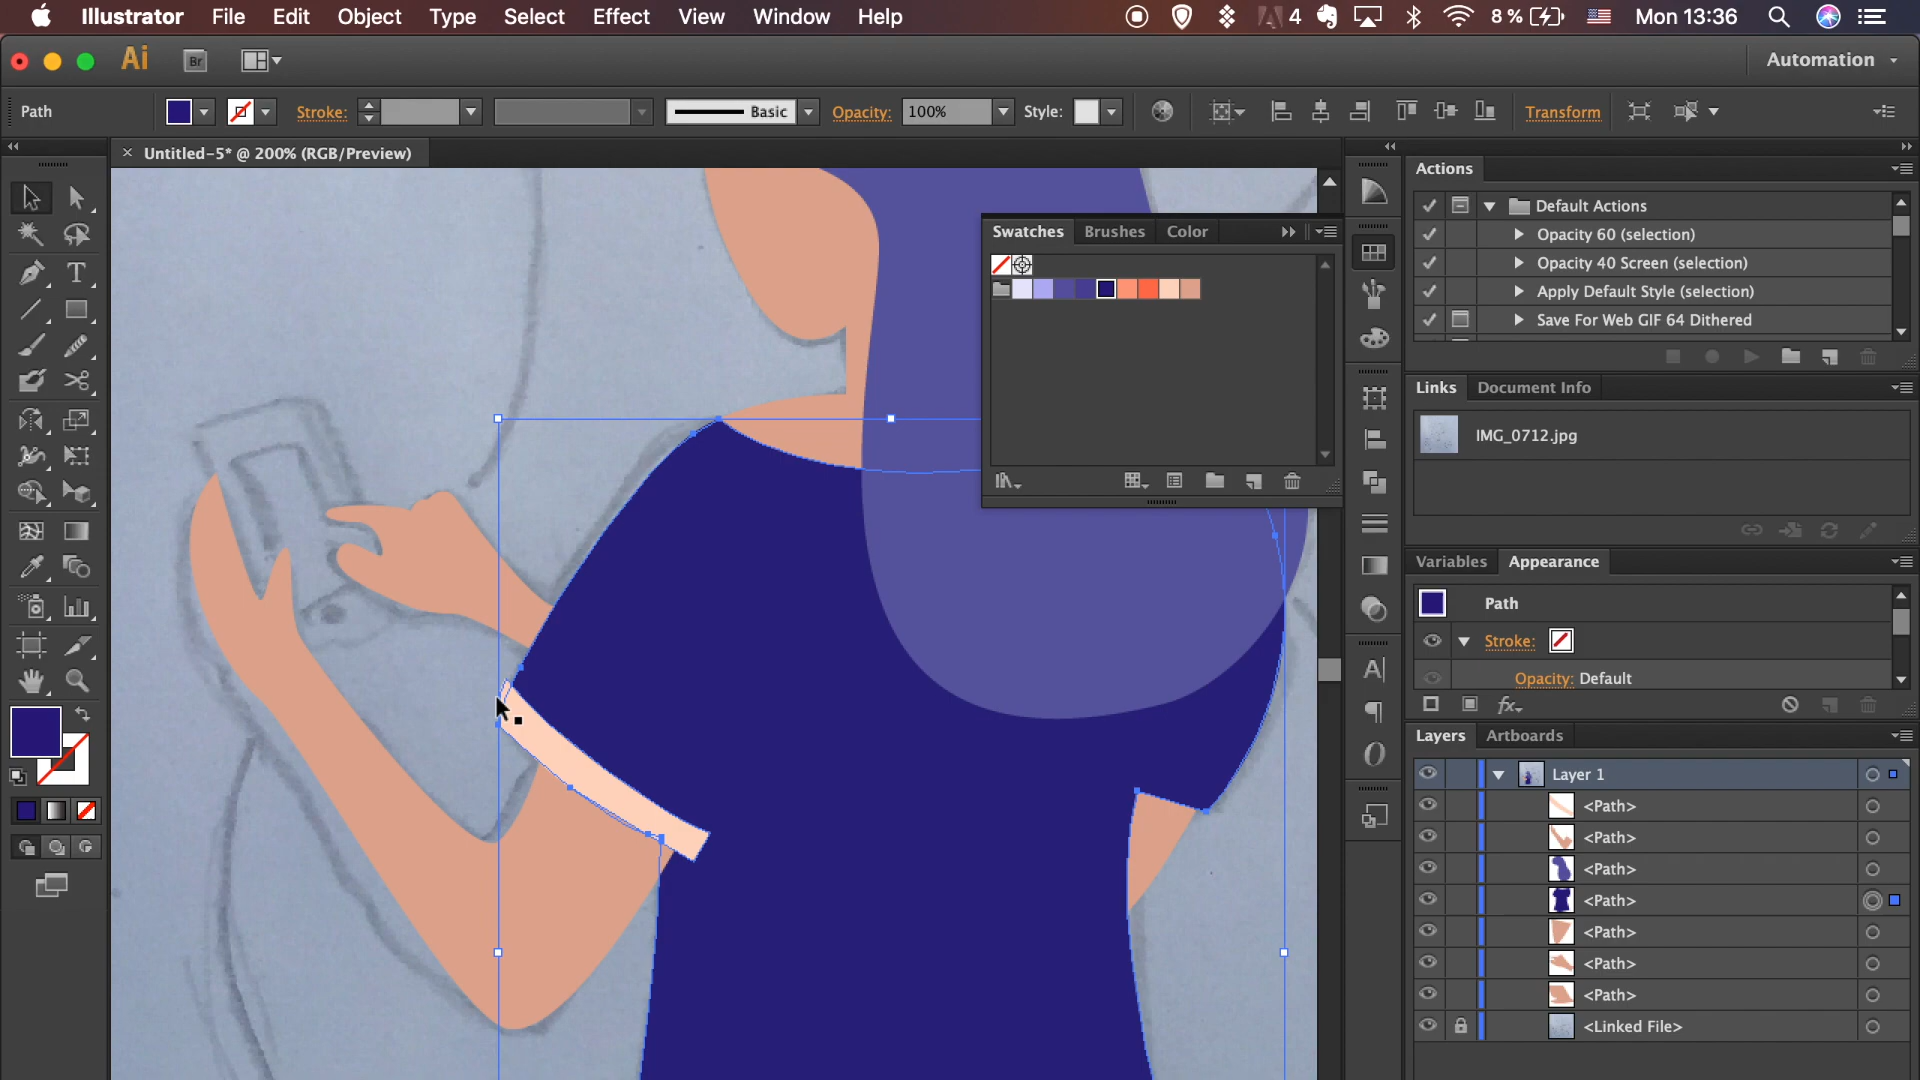 Illustrator File Edit Object Type Select Effect View Window Help 4 8 % Mon 13:36
Ai Br Automation
Path Stroke: Basic Opacity: 100% Style: Transform
Untitled-5* @ 200% (RGB/Preview)
Swatches Brushes Color
Actions
Default Actions
Opacity 60 (selection)
Opacity 40 Screen (selection)
Apply Default Style (selection)
Save For Web GIF 64 Dithered
Links Document Info
IMG_0712.jpg
Variables Appearance
Path
Stroke:
Opacity: Default
fx
Layers Artboards
Layer 1
<Path>
<Path>
<Path>
<Path>
<Path>
<Path>
<Path>
<Linked File>